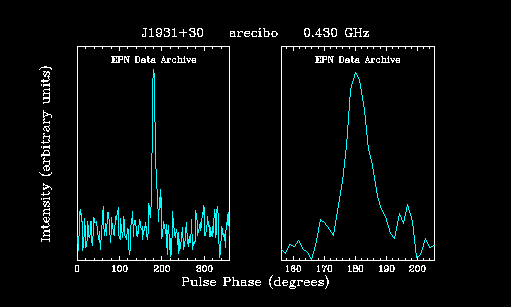 J1931+30 arecibo 0.430 GHz
EPN Data Archive
EPN Data Archive
Intensity (arbitrary units)
0 100 200 300
160 170 180 190 200
Pulse Phase (degrees)